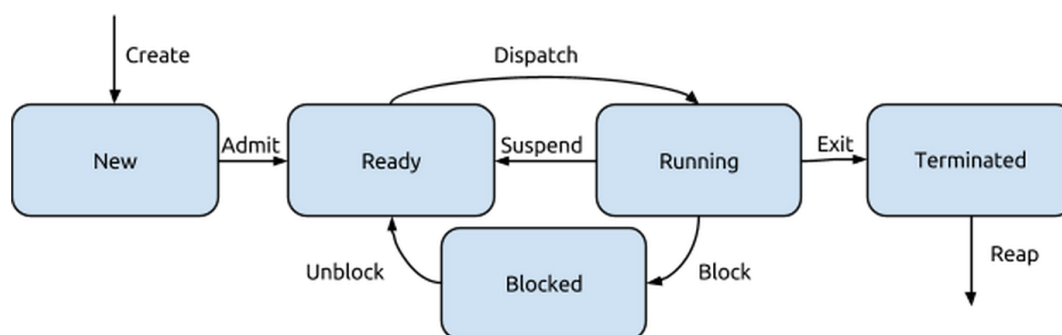 Create
Dispatch
New
Admit
Ready
Suspend
Running
Exit
Terminated
Unblock
Blocked
Block
Reap